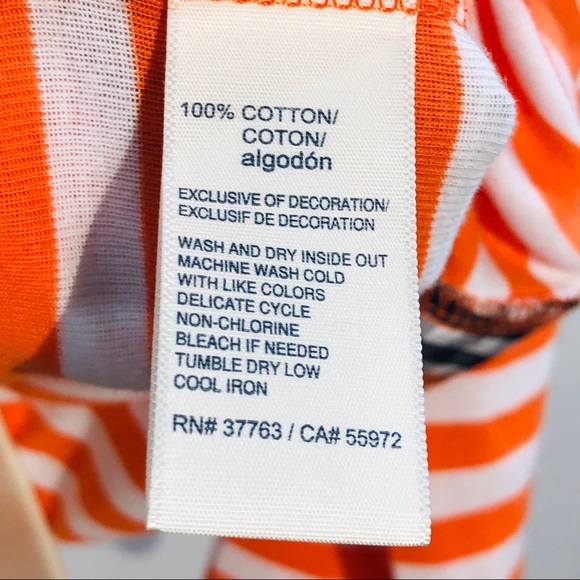 100% COTTON/
COTON/
algodón
EXCLUSIVE OF DECORATION/
EXCLUSIF DE DECORATION
WASH AND DRY INSIDE OUT
MACHINE WASH COLD
WITH LIKE COLORS
DELICATE CYCLE
NON-CHLORINE
BLEACH IF NEEDED
TUMBLE DRY LOW
COOL IRON
RN# 37763 / CA# 55972